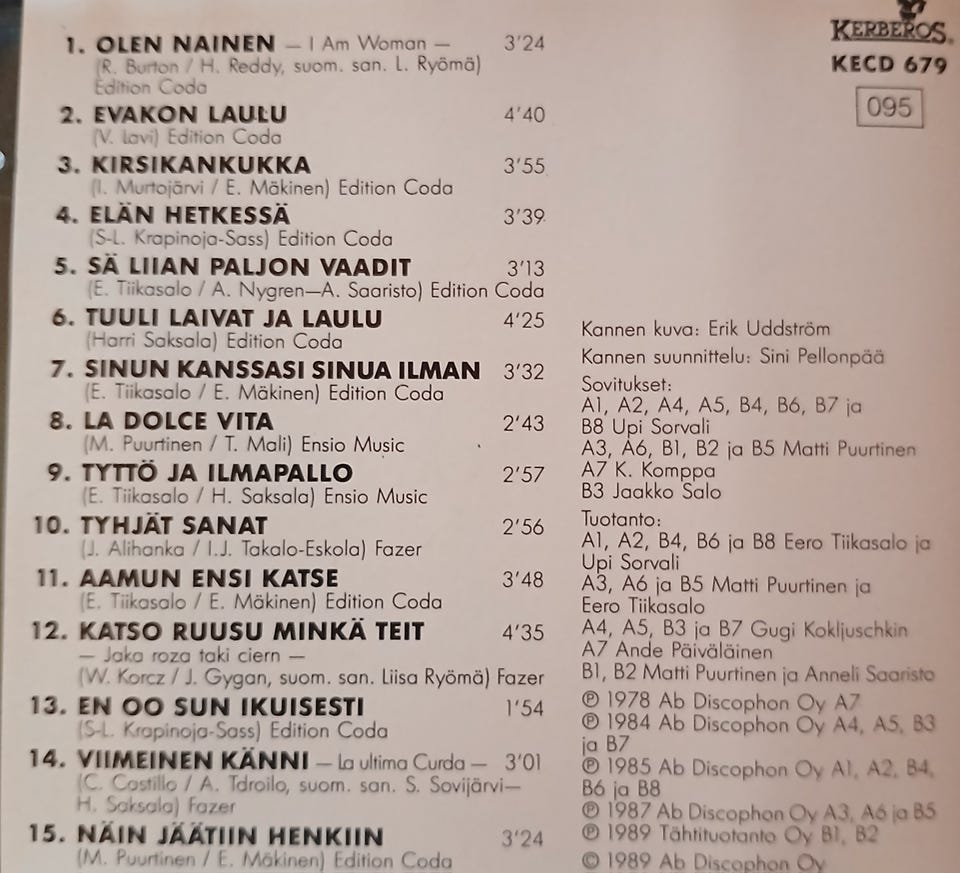 1. OLEN NAINEN – I Am Woman – 3'24
(R. Burton / H. Reddy, suom. san. L. Ryömä)
Edition Coda
2. EVAKON LAULU 4'40
(V. Lavi) Edition Coda
3. KIRSIKANKUKKA 3'55
(I. Murtojärvi / E. Mäkinen) Edition Coda
4. ELÄN HETKESSÄ 3'39
(S-L. Krapinoja-Sass) Edition Coda
5. SÄ LIIAN PALJON VAADIT 3'13
(E. Tiikasalo / A. Nygren–A. Saaristo) Edition Coda
6. TUULI LAIVAT JA LAULU 4'25
(Harri Saksala) Edition Coda
7. SINUN KANSSASI SINUA ILMAN 3'32
(E. Tiikasalo / E. Mäkinen) Edition Coda
8. LA DOLCE VITA 2'43
(M. Puurtinen / T. Mali) Ensio Music
9. TYTTÖ JA ILMAPALLO 2'57
(E. Tiikasalo / H. Saksala) Ensio Music
10. TYHJÄT SANAT 2'56
(J. Alihanka / I.J. Takalo-Eskola) Fazer
11. AAMUN ENSI KATSE 3'48
(E. Tiikasalo / E. Mäkinen) Edition Coda
12. KATSO RUUSU MINKÄ TEIT 4'35
– Jaka roza taki ciern –
(W. Korcz / J. Gygan, suom. san. Liisa Ryömä) Fazer
13. EN OO SUN IKUISESTI 1'54
(S-L. Krapinoja-Sass) Edition Coda
14. VIIMEINEN KÄNNI – La ultima Curda – 3'01
(C. Castillo / A. Tdroilo, suom. san. S. Sovijärvi–
H. Saksala) Fazer
15. NÄIN JÄÄTIIN HENKIIN 3'24
(M. Puurtinen / E. Mäkinen) Edition Coda
KERBEROS®
KECD 679
095
Kannen kuva: Erik Uddström
Kannen suunnittelu: Sini Pellonpää
Sovitukset:
A1, A2, A4, A5, B4, B6, B7 ja
B8 Upi Sorvali
A3, A6, B1, B2 ja B5 Matti Puurtinen
A7 K. Komppa
B3 Jaakko Salo
Tuotanto:
A1, A2, B4, B6 ja B8 Eero Tiikasalo ja
Upi Sorvali
A3, A6 ja B5 Matti Puurtinen ja
Eero Tiikasalo
A4, A5, B3 ja B7 Gugi Kokljuschkin
A7 Ande Päiväläinen
B1, B2 Matti Puurtinen ja Anneli Saaristo
℗ 1978 Ab Discophon Oy A7
℗ 1984 Ab Discophon Oy A4, A5, B3
ja B7
℗ 1985 Ab Discophon Oy A1, A2, B4,
B6 ja B8
℗ 1987 Ab Discophon Oy A3, A6 ja B5
℗ 1989 Tähtituotanto Oy B1, B2
© 1989 Ab Discophon Oy